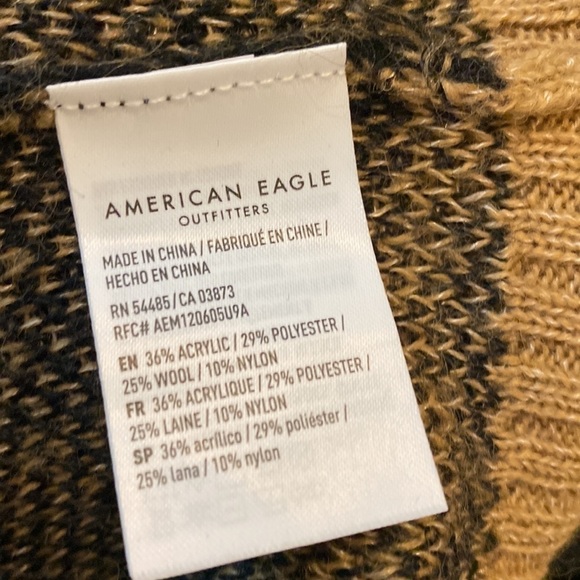 AMERICAN EAGLE
OUTFITTERS
MADE IN CHINA / FABRIQUÉ EN CHINE /
HECHO EN CHINA
RN 54485 / CA 03873
RFC# AEM120605U9A
EN 36% ACRYLIC / 29% POLYESTER /
25% WOOL / 10% NYLON
FR 36% ACRYLIQUE / 29% POLYESTER /
25% LAINE / 10% NYLON
SP 36% acrílico / 29% poliéster /
25% lana / 10% nylon